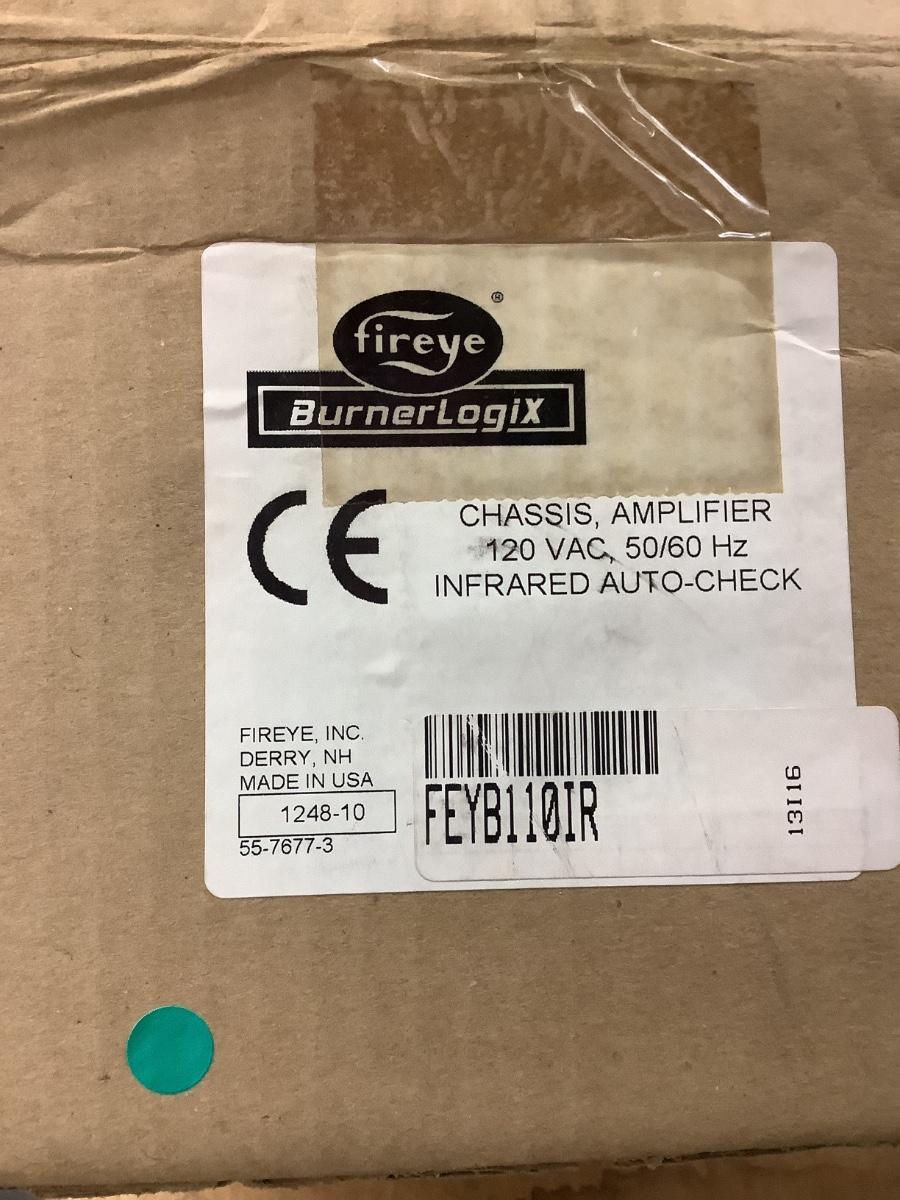 fireye®
BurnerLogiX
CE
CHASSIS, AMPLIFIER
120 VAC, 50/60 Hz
INFRARED AUTO-CHECK
FIREYE, INC.
DERRY, NH
MADE IN USA
1248-10
55-7677-3
FEYB110IR
13I16